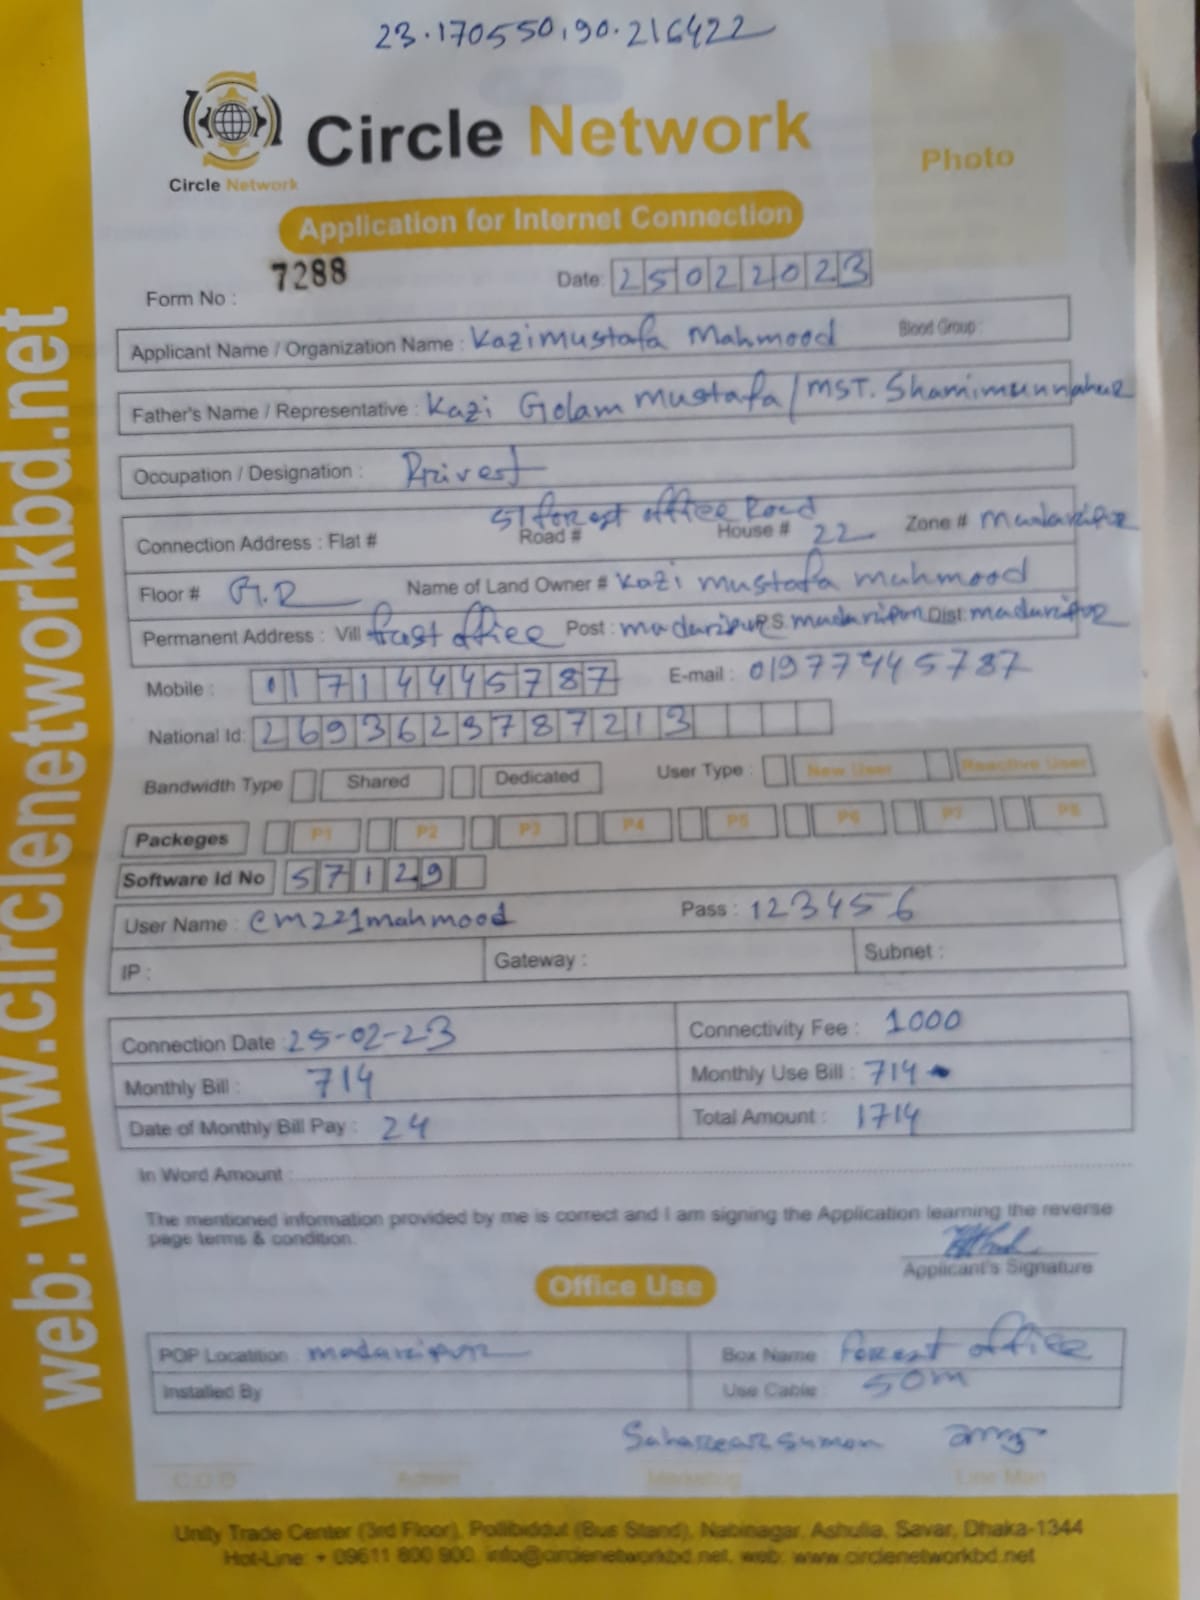 23.170550,90.216422
Circle Network
Circle Network
Photo
Application for Internet Connection
Form No : 7288 Date: 25022023
Applicant Name / Organization Name : Kazi Mustafa Mahmood Blood Group :
Father's Name / Representative : Kazi Golam Mustafa / MST. Shamimunnahar
Occupation / Designation :
Connection Address : Flat # 51 forest office Road Road # House # 22 Zone # Madaripur
Floor # G.R Name of Land Owner # Kazi Mustafa Mahmood
Permanent Address : Vill office Post : madaripur P.S. madaripur Dist: madaripur
Mobile : 01714445787 E-mail : 01977445787
National Id: 2693623787213
Bandwidth Type Shared Dedicated User Type : New User Reactive User
Packeges P1 P2 P3 P4 P5 P6 P7 P8
Software Id No 57129
User Name : cm221mahmood Pass : 123456
IP : Gateway : Subnet :
Connection Date : 25-02-23 Connectivity Fee : 1000
Monthly Bill : 714 Monthly Use Bill : 714
Date of Monthly Bill Pay : 24 Total Amount : 1714
In Word Amount :
The mentioned information provided by me is correct and I am signing the Application learning the reverse
page terms & condition.
Applicant's Signature
Office Use
POP Locatition : madaripur Box Name : Forest office
Installed By Use Cable : 50m
Sumon
C.O.O Admin Marketing Line Man
Unity Trade Center (3rd Floor), Pollibiddut (Bus Stand), Nabinagar, Ashulia, Savar, Dhaka-1344
Hot-Line: + 09611 800 900, info@circlenetworkbd.net, web: www.circlenetworkbd.net
web: www.circlenetworkbd.net